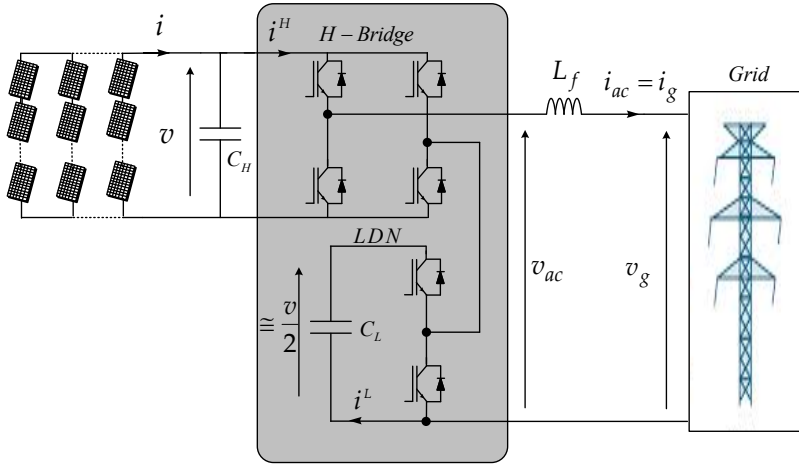 i
i^H
H – Bridge
v
C_H
L_f
i_ac = i_g
Grid
LDN
≅ v/2
C_L
i^L
v_ac
v_g